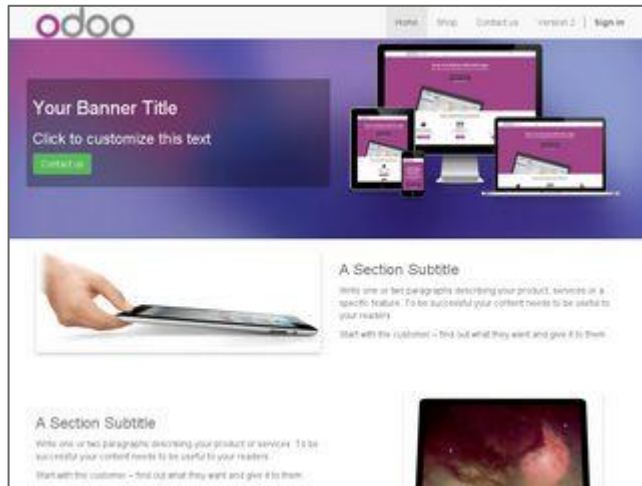 odoo
Home Shop Contact us Version 2 Sign in
Your Banner Title
Click to customize this text
Contact us
A Section Subtitle
Write one or two paragraphs describing your product, services or a
specific feature. To be successful your content needs to be useful to
your readers.
Start with the customer – find out what they want and give it to them.
A Section Subtitle
Write one or two paragraphs describing your product or services. To be
successful your content needs to be useful to your readers.
Start with the customer – find out what they want and give it to them.